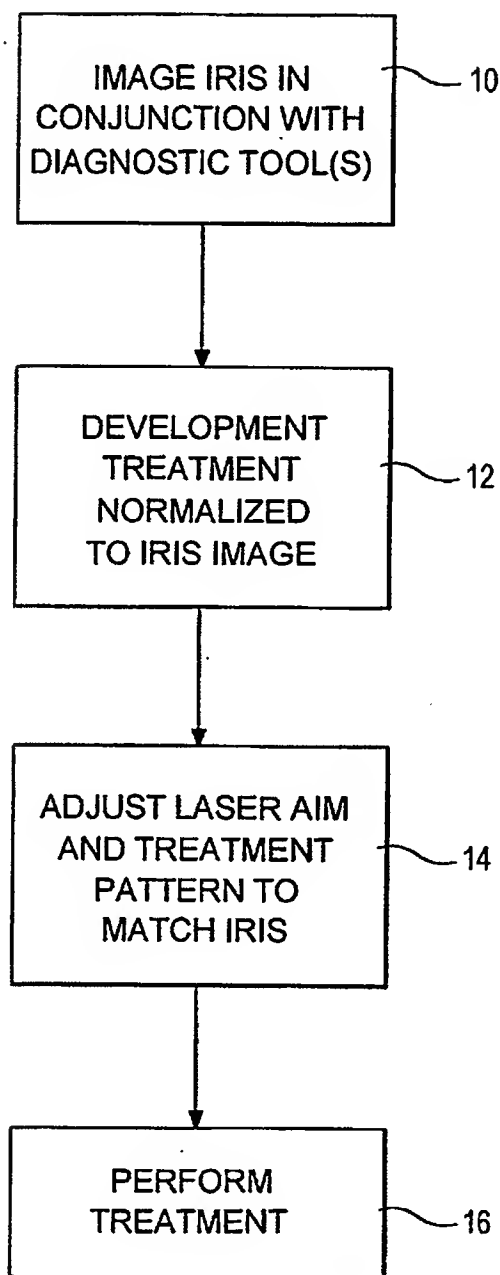 IMAGE IRIS IN
CONJUNCTION WITH
DIAGNOSTIC TOOL(S)
10
DEVELOPMENT
TREATMENT
NORMALIZED
TO IRIS IMAGE
12
ADJUST LASER AIM
AND TREATMENT
PATTERN TO
MATCH IRIS
14
PERFORM
TREATMENT
16